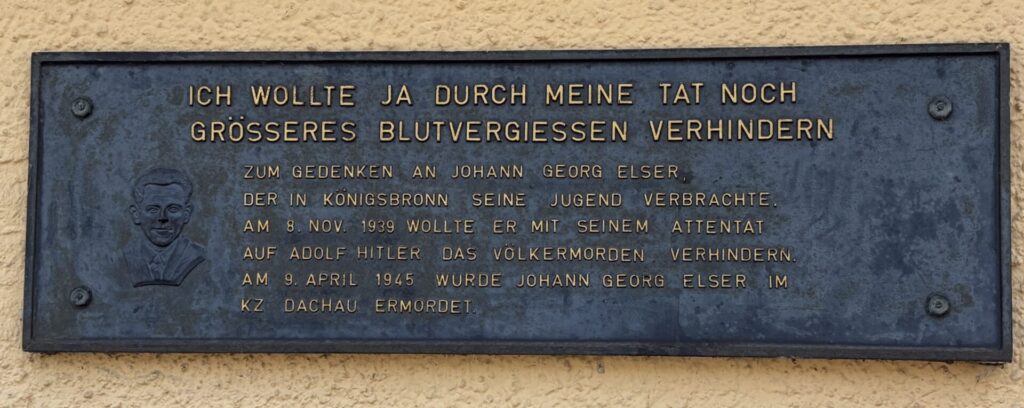 ICH WOLLTE JA DURCH MEINE TAT NOCH
GRÖSSERES BLUTVERGIESSEN VERHINDERN
ZUM GEDENKEN AN JOHANN GEORG ELSER,
DER IN KÖNIGSBRONN SEINE JUGEND VERBRACHTE.
AM 8. NOV. 1939 WOLLTE ER MIT SEINEM ATTENTAT
AUF ADOLF HITLER DAS VÖLKERMORDEN VERHINDERN.
AM 9. APRIL 1945 WURDE JOHANN GEORG ELSER IM
KZ DACHAU ERMORDET.